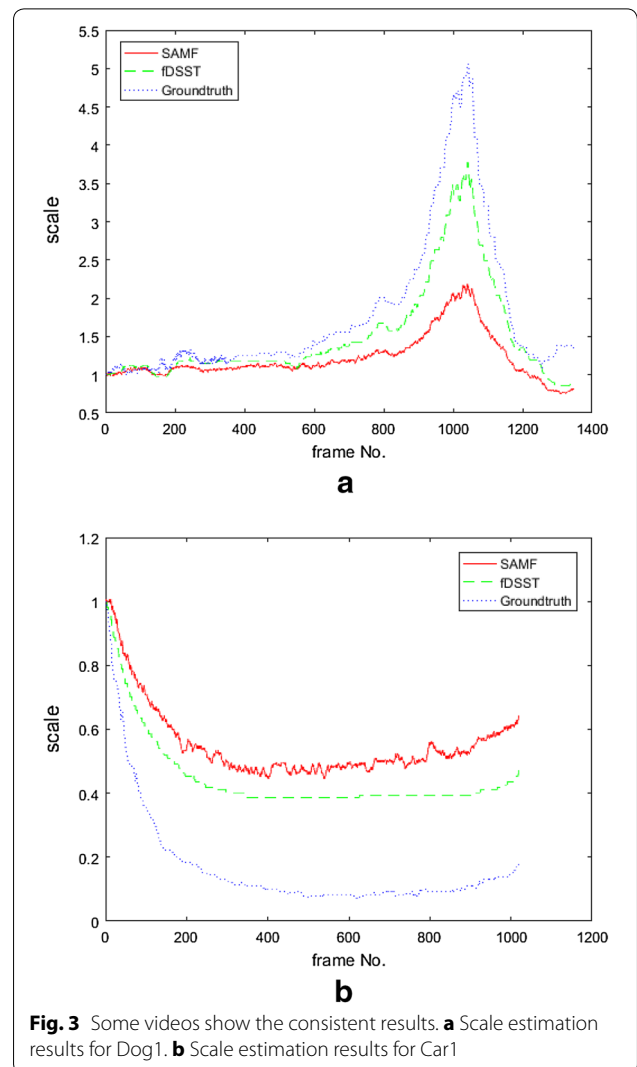 5.5
5
4.5
4
3.5
3
2.5
2
1.5
1
0.5
scale
SAMF
fDSST
Groundtruth
0 200 400 600 800 1000 1200 1400
frame No.
a
1.2
1
0.8
0.6
0.4
0.2
0
scale
SAMF
fDSST
Groundtruth
0 200 400 600 800 1000 1200
frame No.
b
Fig. 3 Some videos show the consistent results. a Scale estimation
results for Dog1. b Scale estimation results for Car1